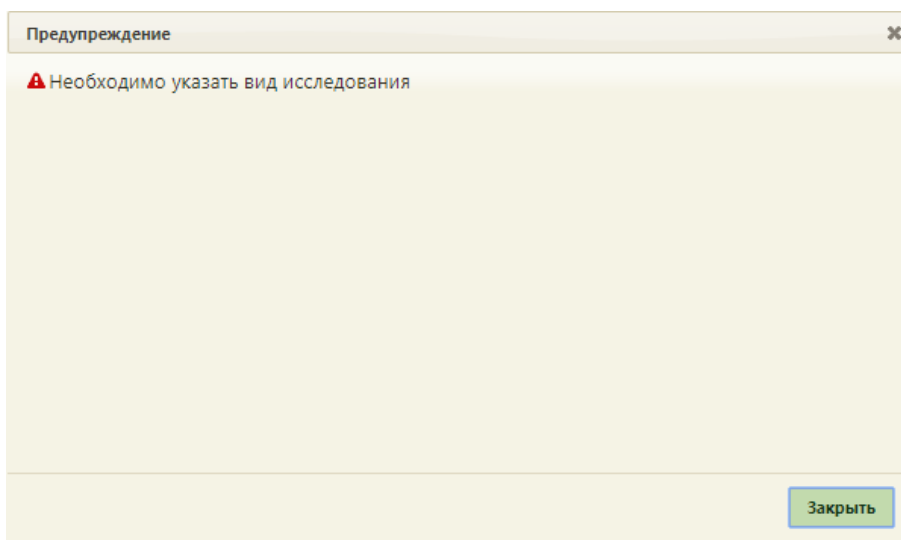 Предупреждение
Необходимо указать вид исследования
Закрыть